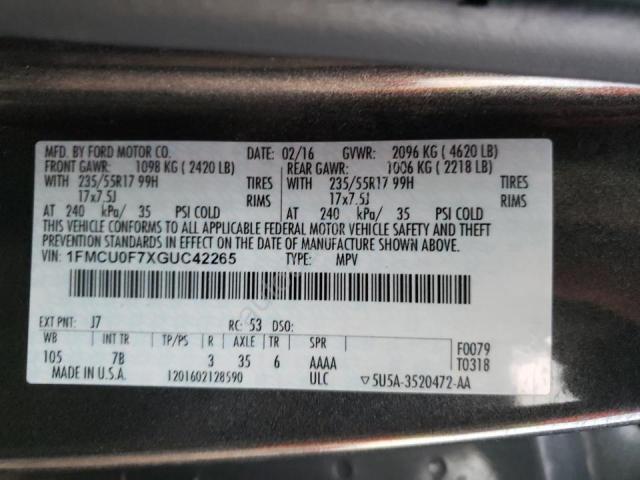 MFD. BY FORD MOTOR CO. 02/16 GVWR: 2096 KG ( 4620 LB)
FRONT GAWR: 1098 KG ( 2420 LB) REAR GAWR: 1006 KG ( 2218 LB)
WITH 235/55R17 99H TIRES WITH 235/55R17 99H TIRES
17x7.5J RIMS 17x7.5J RIMS
AT 240 kPa/ 35 PSI COLD AT 240 kPa/ 35 PSI COLD
THIS VEHICLE CONFORMS TO ALL APPLICABLE FEDERAL MOTOR VEHICLE SAFETY AND THEFT
PREVENTION STANDARDS IN EFFECT ON THE DATE OF MANUFACTURE SHOWN ABOVE.
VIN: 1FMCU0F7XGUC42265 TYPE: MPV
EXT PNT: J7 RC: 53 DSO:
WB INT TR TP/PS R AXLE TR SPR F0079
105 7B 3 35 6 AAAA T0318
MADE IN U.S.A. 1201602128590 ULC ▽5U5A-3520472-AA